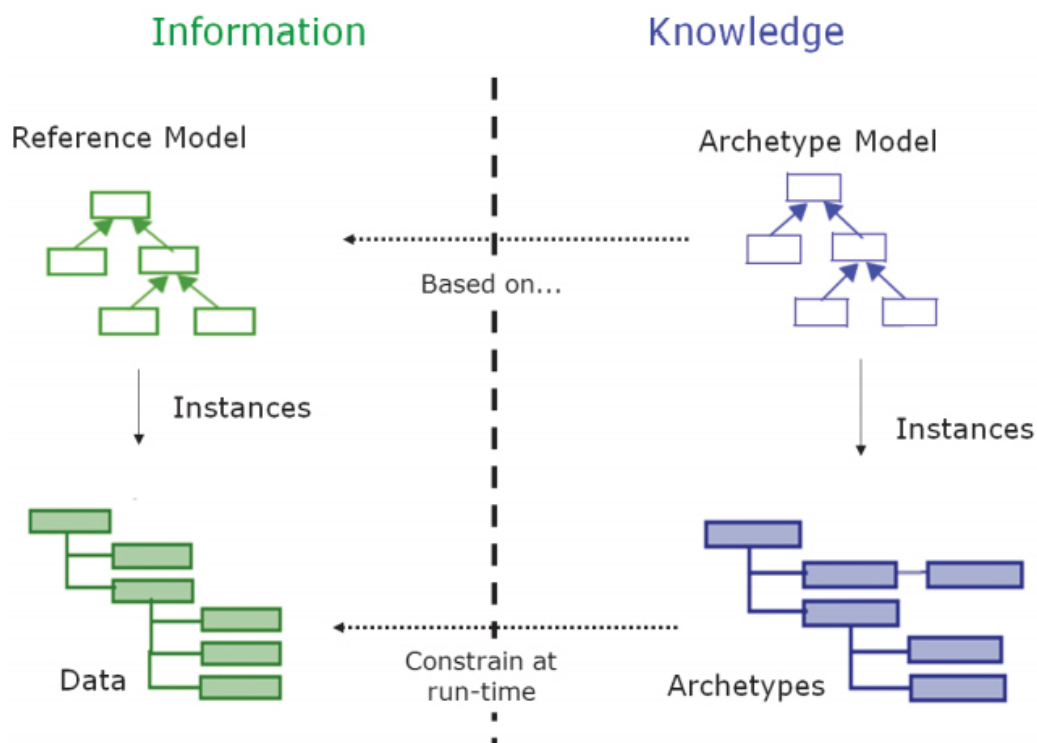 Information
Knowledge
Reference Model
Archetype Model
Based on...
Instances
Instances
Data
Constrain at
run-time
Archetypes